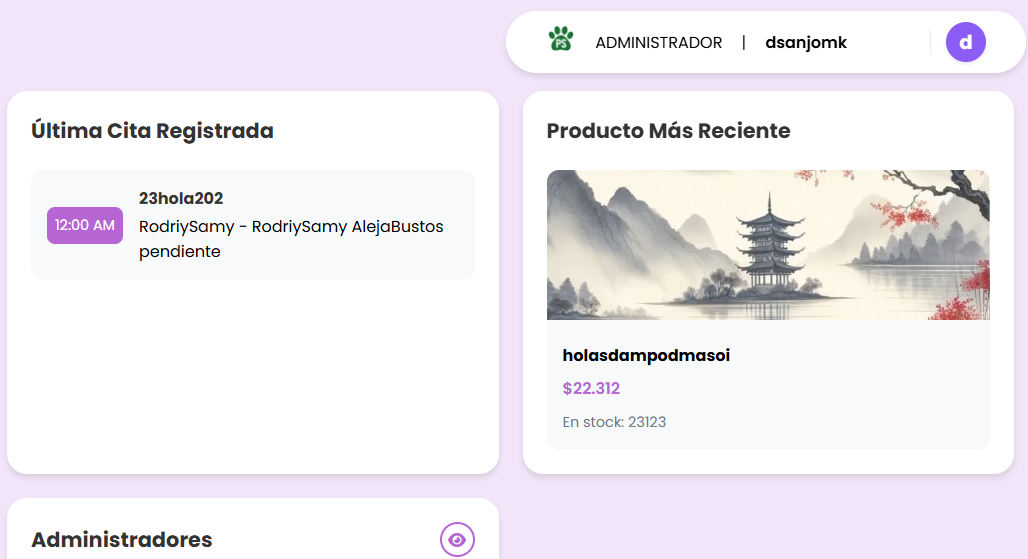 PS
ADMINISTRADOR | dsanjomk
d
Última Cita Registrada
12:00 AM
23hola202
RodriySamy - RodriySamy AlejaBustos
pendiente
Producto Más Reciente
holasdampodmasoi
$22.312
En stock: 23123
Administradores